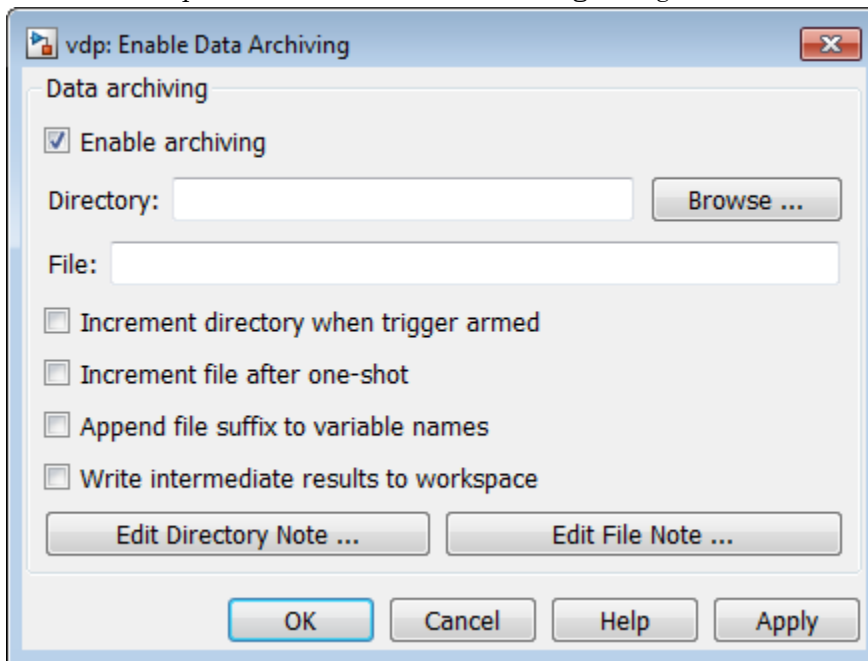 vdp: Enable Data Archiving
Data archiving
Enable archiving
Directory: Browse ...
File:
Increment directory when trigger armed
Increment file after one-shot
Append file suffix to variable names
Write intermediate results to workspace
Edit Directory Note ... Edit File Note ...
OK Cancel Help Apply